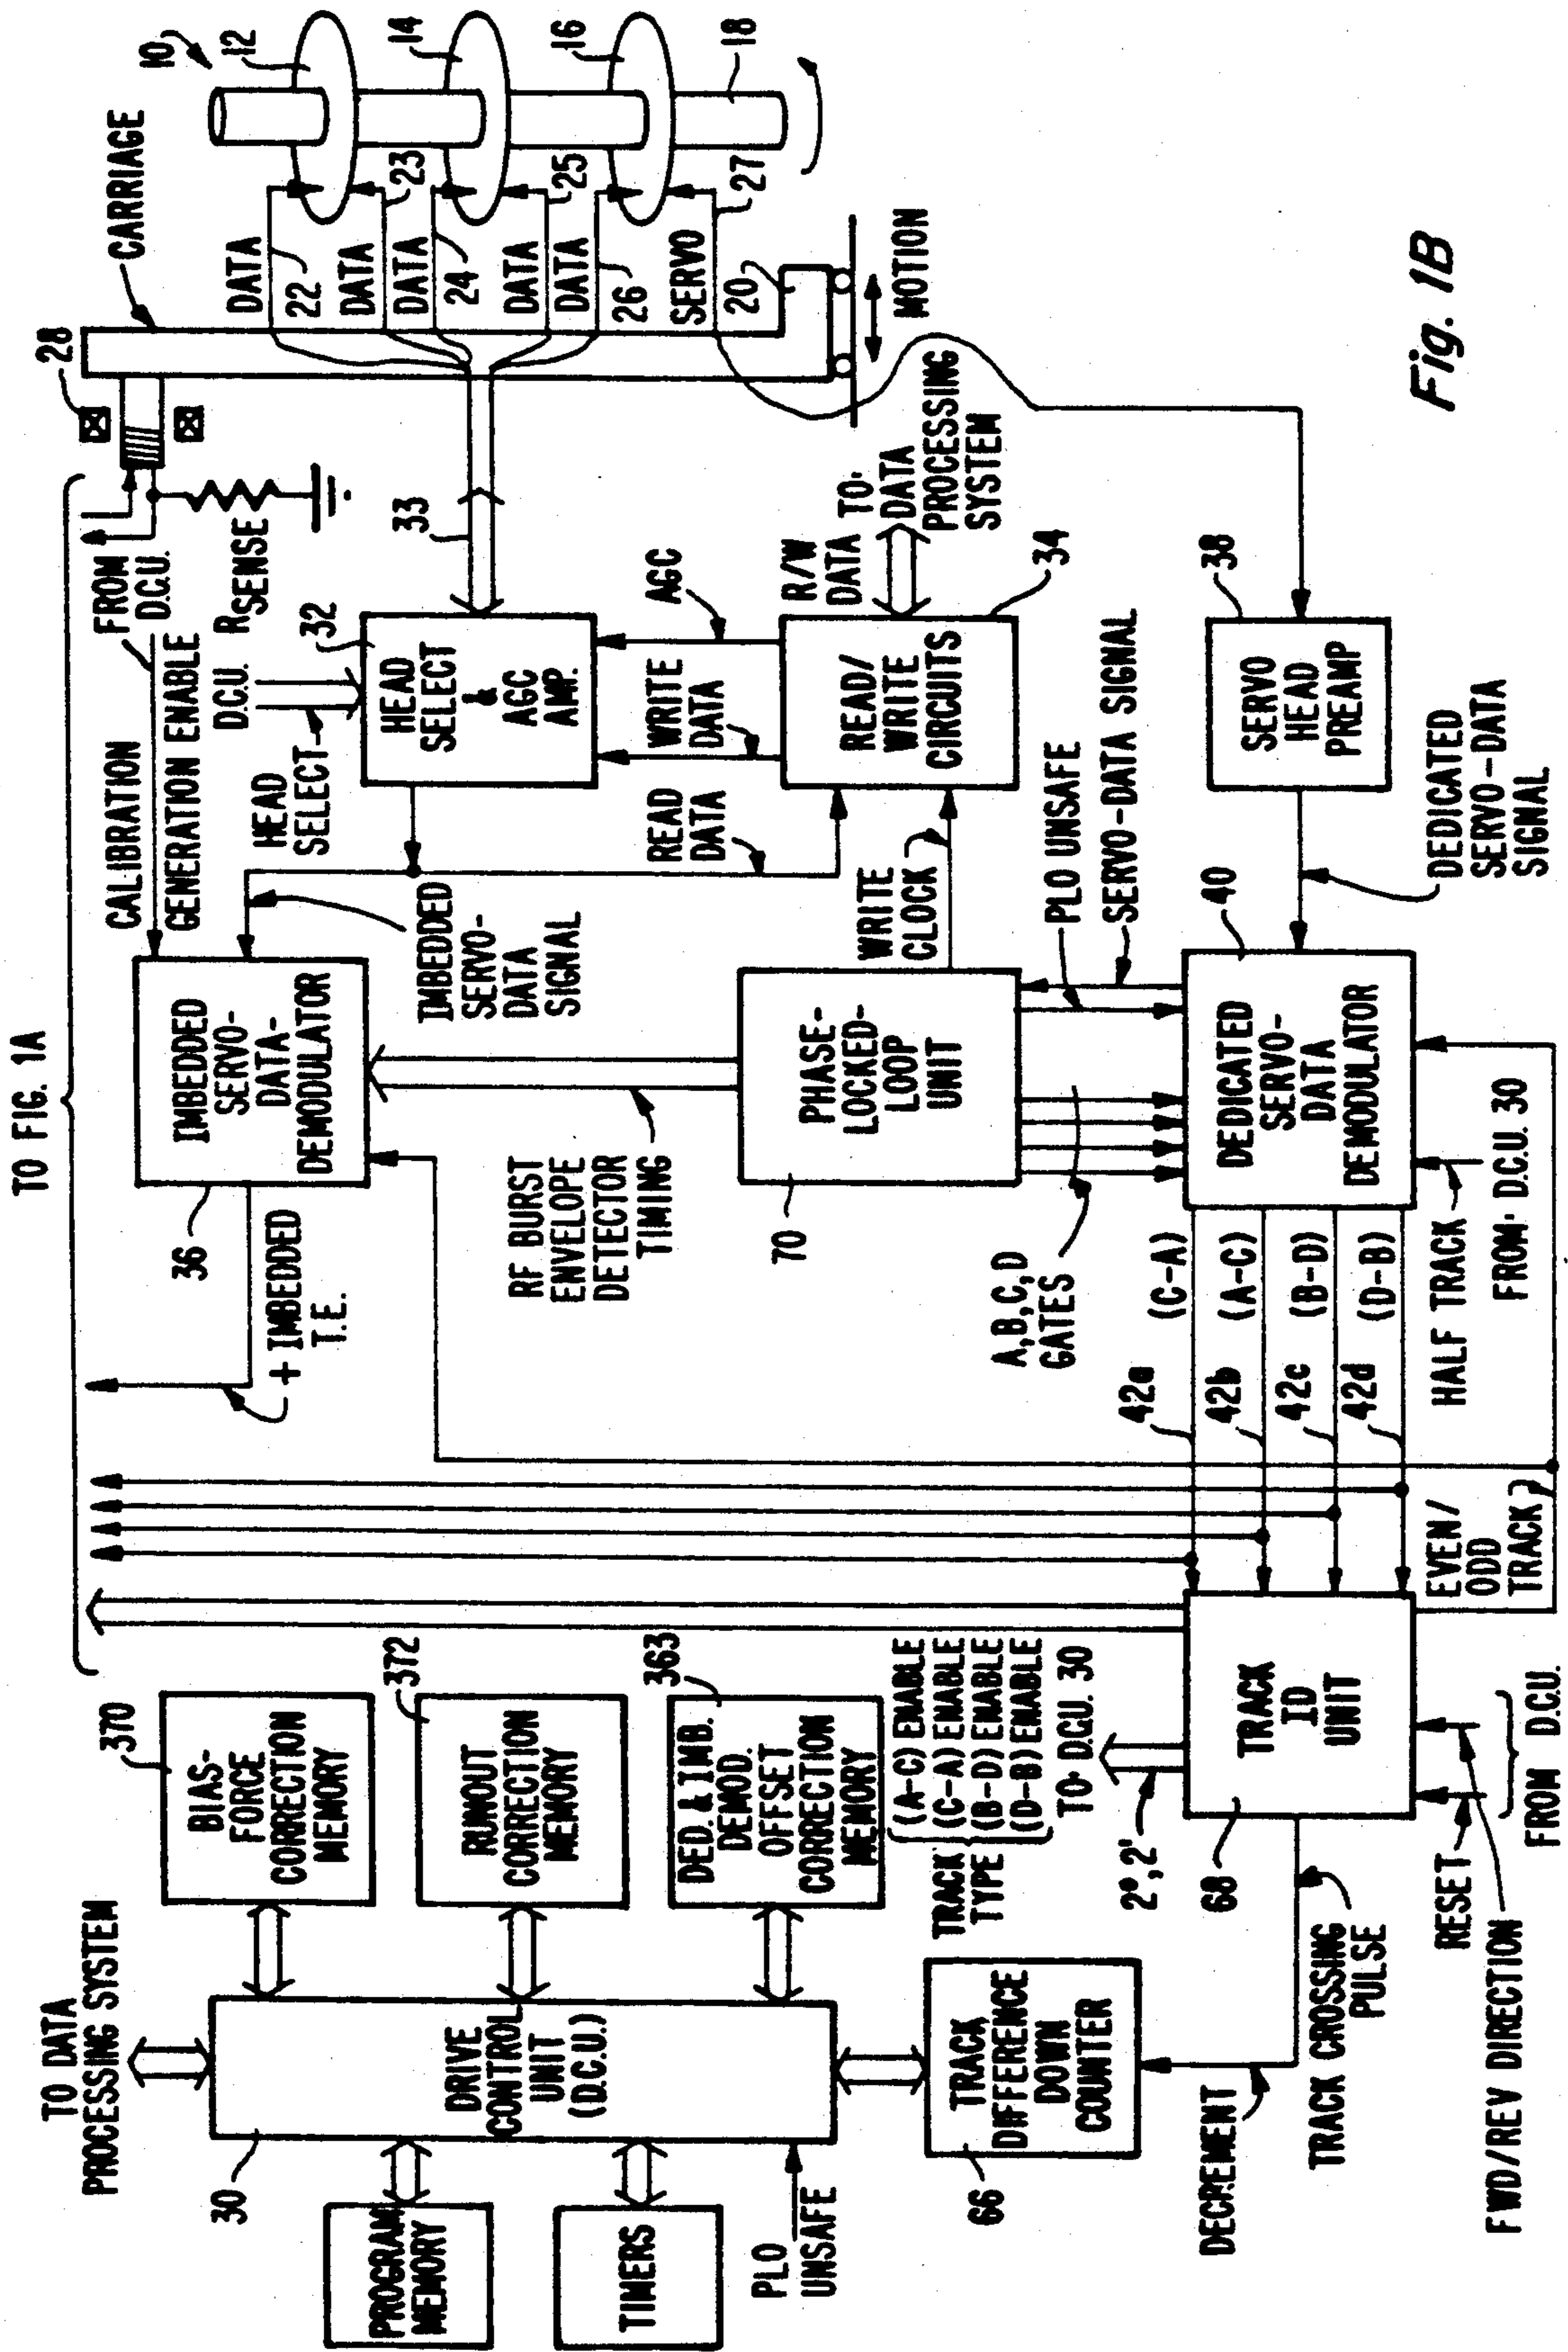 TO FIG. 1A
TO DATA
PROCESSING SYSTEM
30
DRIVE
CONTROL
UNIT
(D.C.U.)
PROGRAM
MEMORY
TIMERS
PLO
UNSAFE
370
BIAS-
FORCE
CORRECTION
MEMORY
372
RUNOUT
CORRECTION
MEMORY
363
DED. & IMB.
DEMOD.
OFFSET
CORRECTION
MEMORY
66
TRACK
DIFFERENCE
DOWN
COUNTER
DECREMENT
TRACK CROSSING
PULSE
TRACK
TYPE
(A-C) ENABLE
(C-A) ENABLE
(B-D) ENABLE
(D-B) ENABLE
TO D.C.U. 30
2°, 2'
68
TRACK
ID
UNIT
RESET
FWD/REV DIRECTION
FROM D.C.U.
EVEN/
ODD
TRACK
42a
(C-A)
42b
(A-C)
42c
(B-D)
42d
(D-B)
HALF TRACK
FROM D.C.U. 30
+ IMBEDDED
T.E.
36
IMBEDDED
SERVO-
DATA-
DEMODULATOR
CALIBRATION
GENERATION ENABLE
FROM
D.C.U.
IMBEDDED
SERVO-
DATA
SIGNAL
RF BURST
ENVELOPE
DETECTOR
TIMING
70
PHASE-
LOCKED-
LOOP
UNIT
A,B,C,D
GATES
WRITE
CLOCK
PLO UNSAFE
SERVO-DATA SIGNAL
40
DEDICATED
SERVO-
DATA
DEMODULATOR
DEDICATED
SERVO-DATA
SIGNAL
38
SERVO
HEAD
PREAMP
HEAD
SELECT
D.C.U.
32
HEAD
SELECT
&
AGC
AMP.
READ
DATA
WRITE
DATA
AGC
READ/
WRITE
CIRCUITS
34
R/W
DATA
TO
DATA
PROCESSING
SYSTEM
33
RSENSE
28
CARRIAGE
DATA
22
DATA
23
DATA
24
DATA
25
DATA
26
SERVO
27
20
MOTION
10
12
14
16
18
Fig. 1B